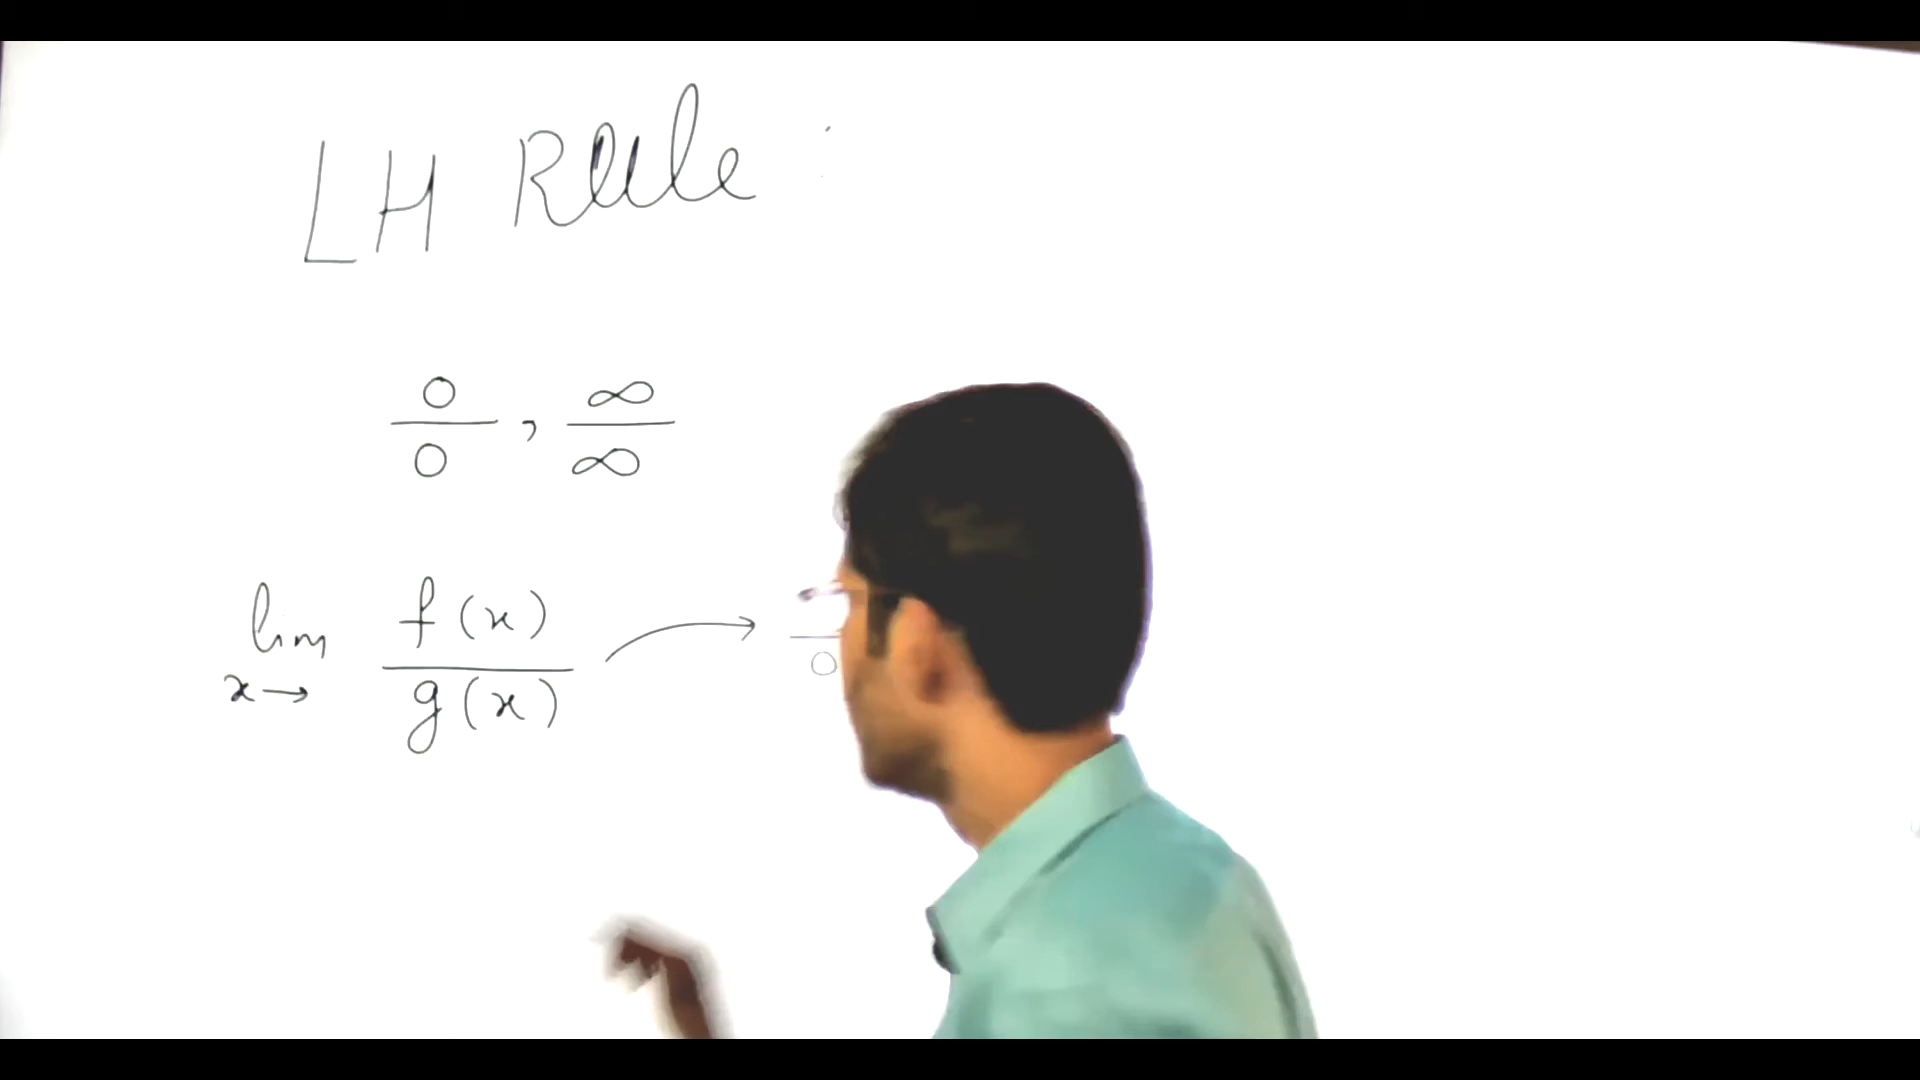 LH Rule :
0/0 , ∞/∞
lim x→ f(x)/g(x) →